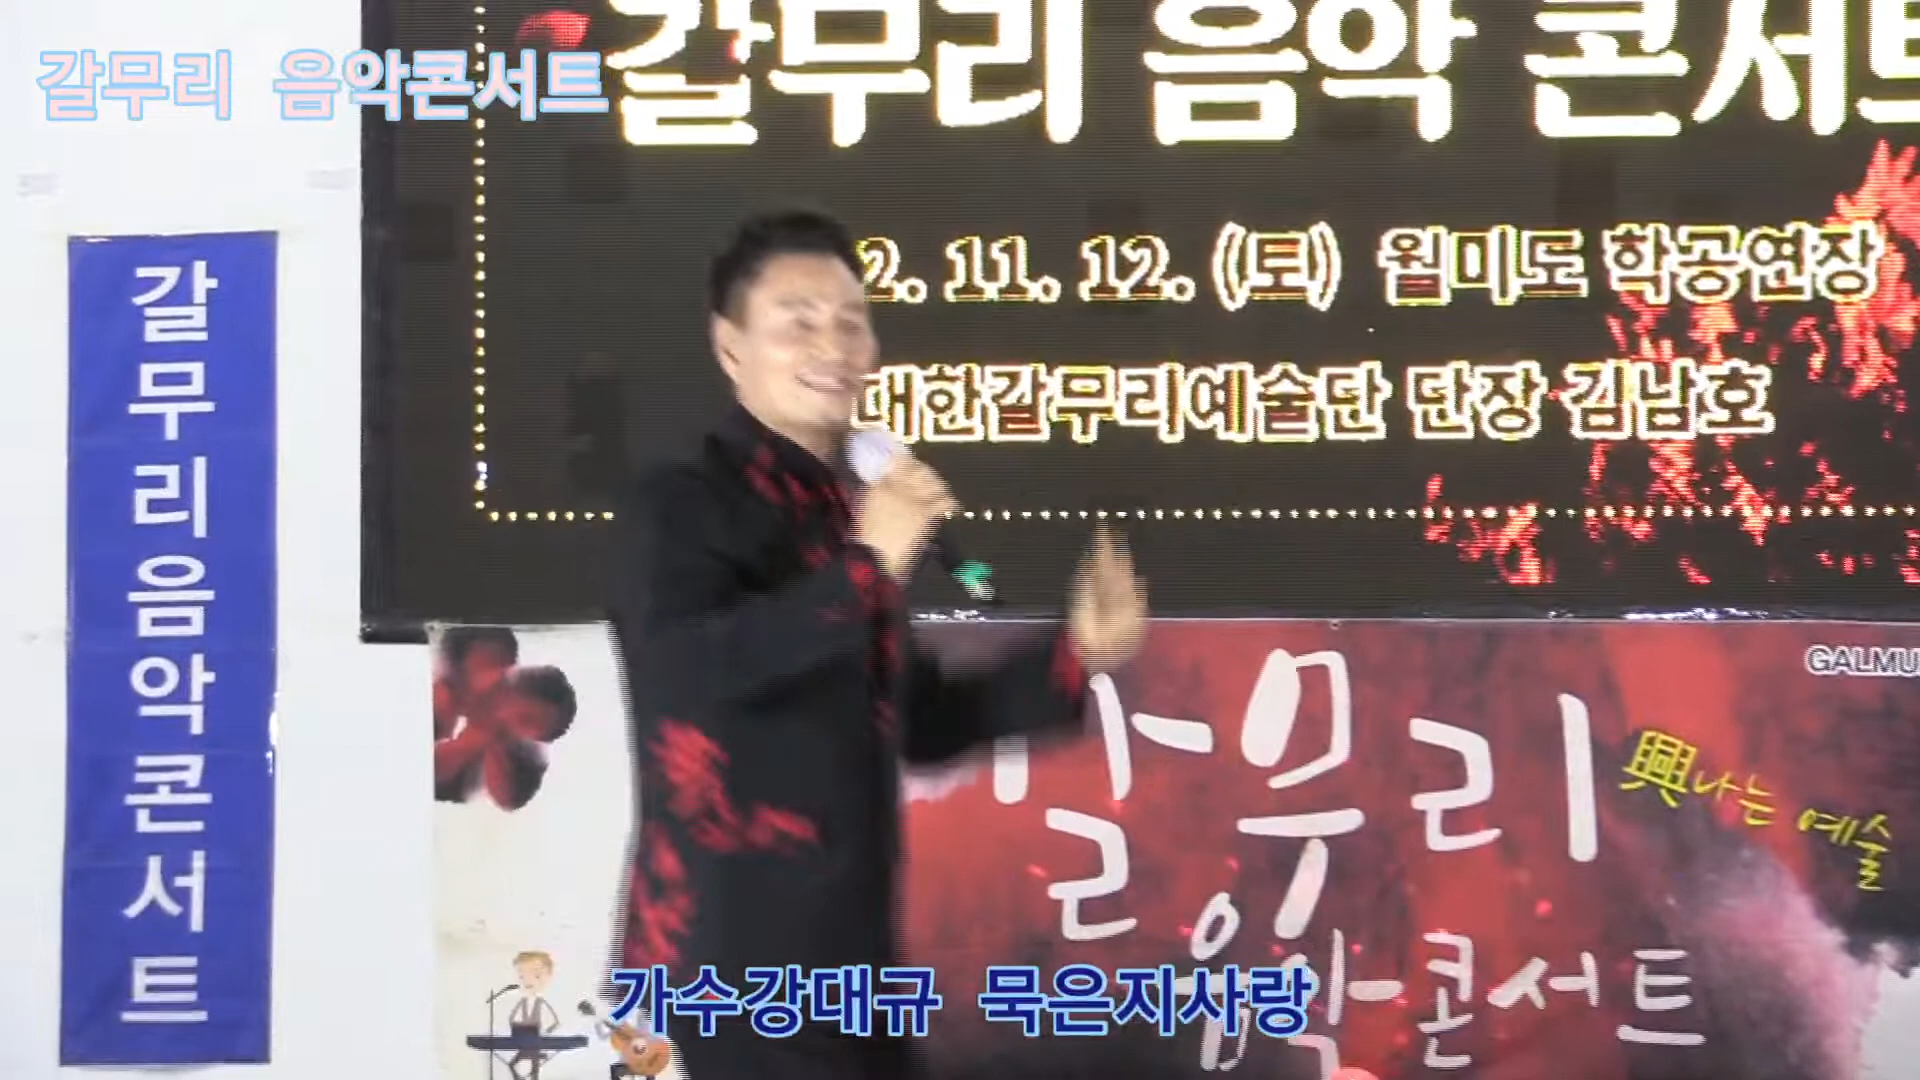 갈무리 음악콘서트
갈무리 음악 콘서트
2. 11. 12. (토) 월미도 학공연장
대한갈무리예술단 단장 김남호
갈무리음악콘서트
GALMU
갈무리
興나는 예술
음악콘서트
가수강대규 묵은지사랑